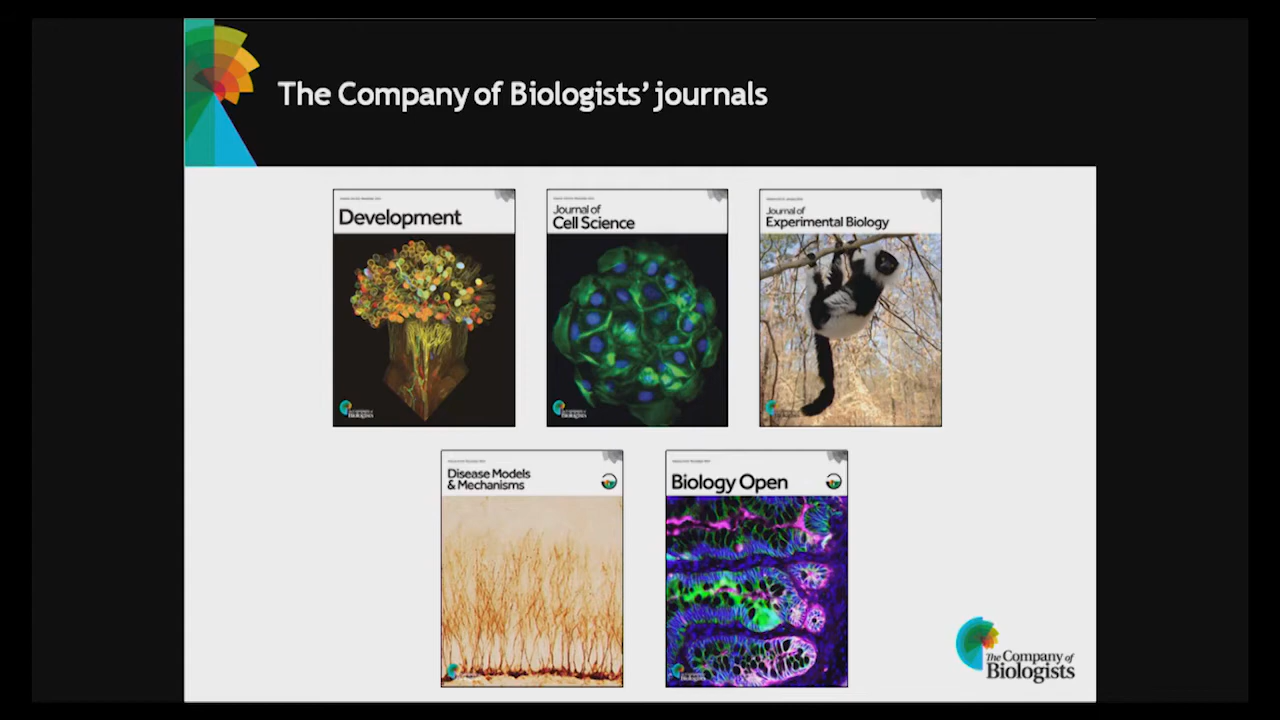 The Company of Biologists' journals
Development
Journal of
Cell Science
Journal of
Experimental Biology
Disease Models
& Mechanisms
Biology Open
The Company of
Biologists